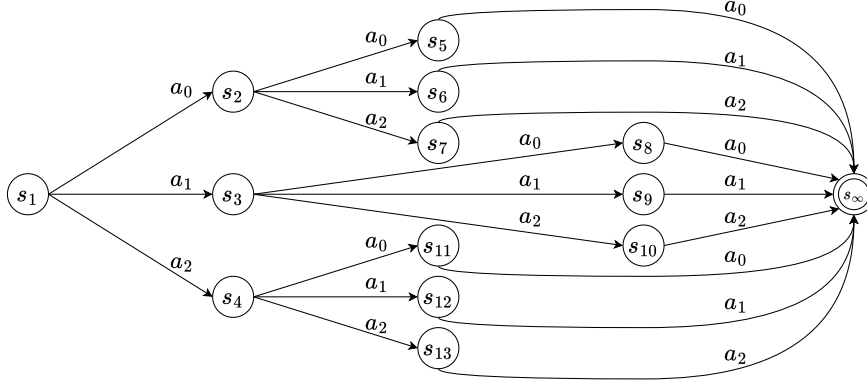 a₀
a₀
s₅
a₁
a₁
s₆
a₀
s₂
a₂
a₂
s₇
a₀
s₈
a₀
s₁
a₁
s₃
a₁
s₉
a₁
s∞
a₂
s₁₀
a₂
a₂
a₀
s₁₁
a₀
s₄
a₁
s₁₂
a₁
a₂
s₁₃
a₂